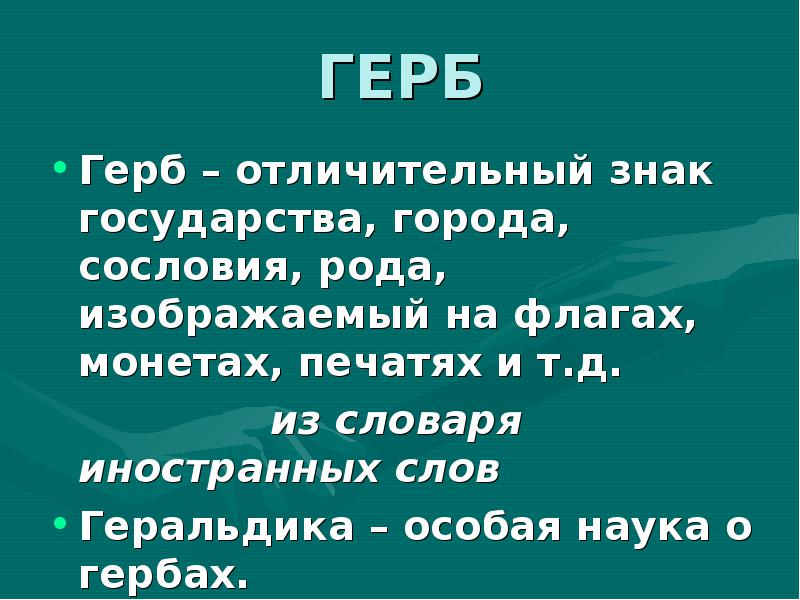 ГЕРБ
• Герб – отличительный знак
государства, города,
сословия, рода,
изображаемый на флагах,
монетах, печатях и т.д.
из словаря
иностранных слов
• Геральдика – особая наука о
гербах.